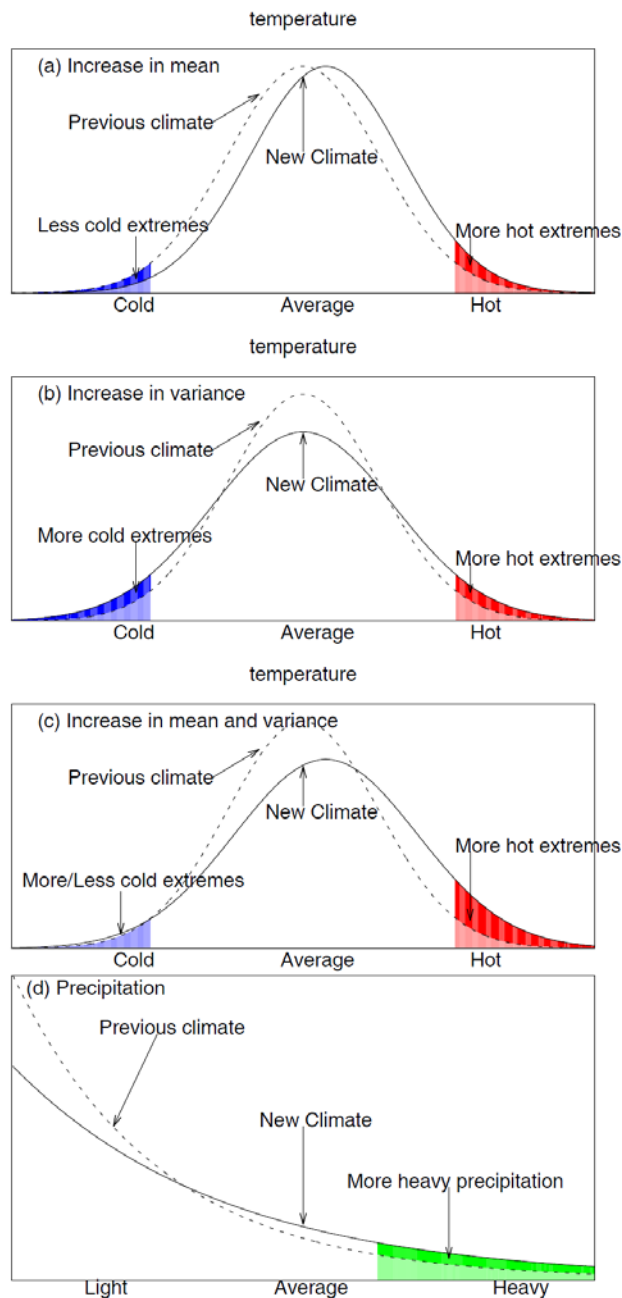 temperature
(a) Increase in mean
Previous climate
New Climate
Less cold extremes
More hot extremes
Cold Average Hot
temperature
(b) Increase in variance
Previous climate
New Climate
More cold extremes
More hot extremes
Cold Average Hot
temperature
(c) Increase in mean and variance
Previous climate
New Climate
More hot extremes
More/Less cold extremes
Cold Average Hot
(d) Precipitation
Previous climate
New Climate
More heavy precipitation
Light Average Heavy